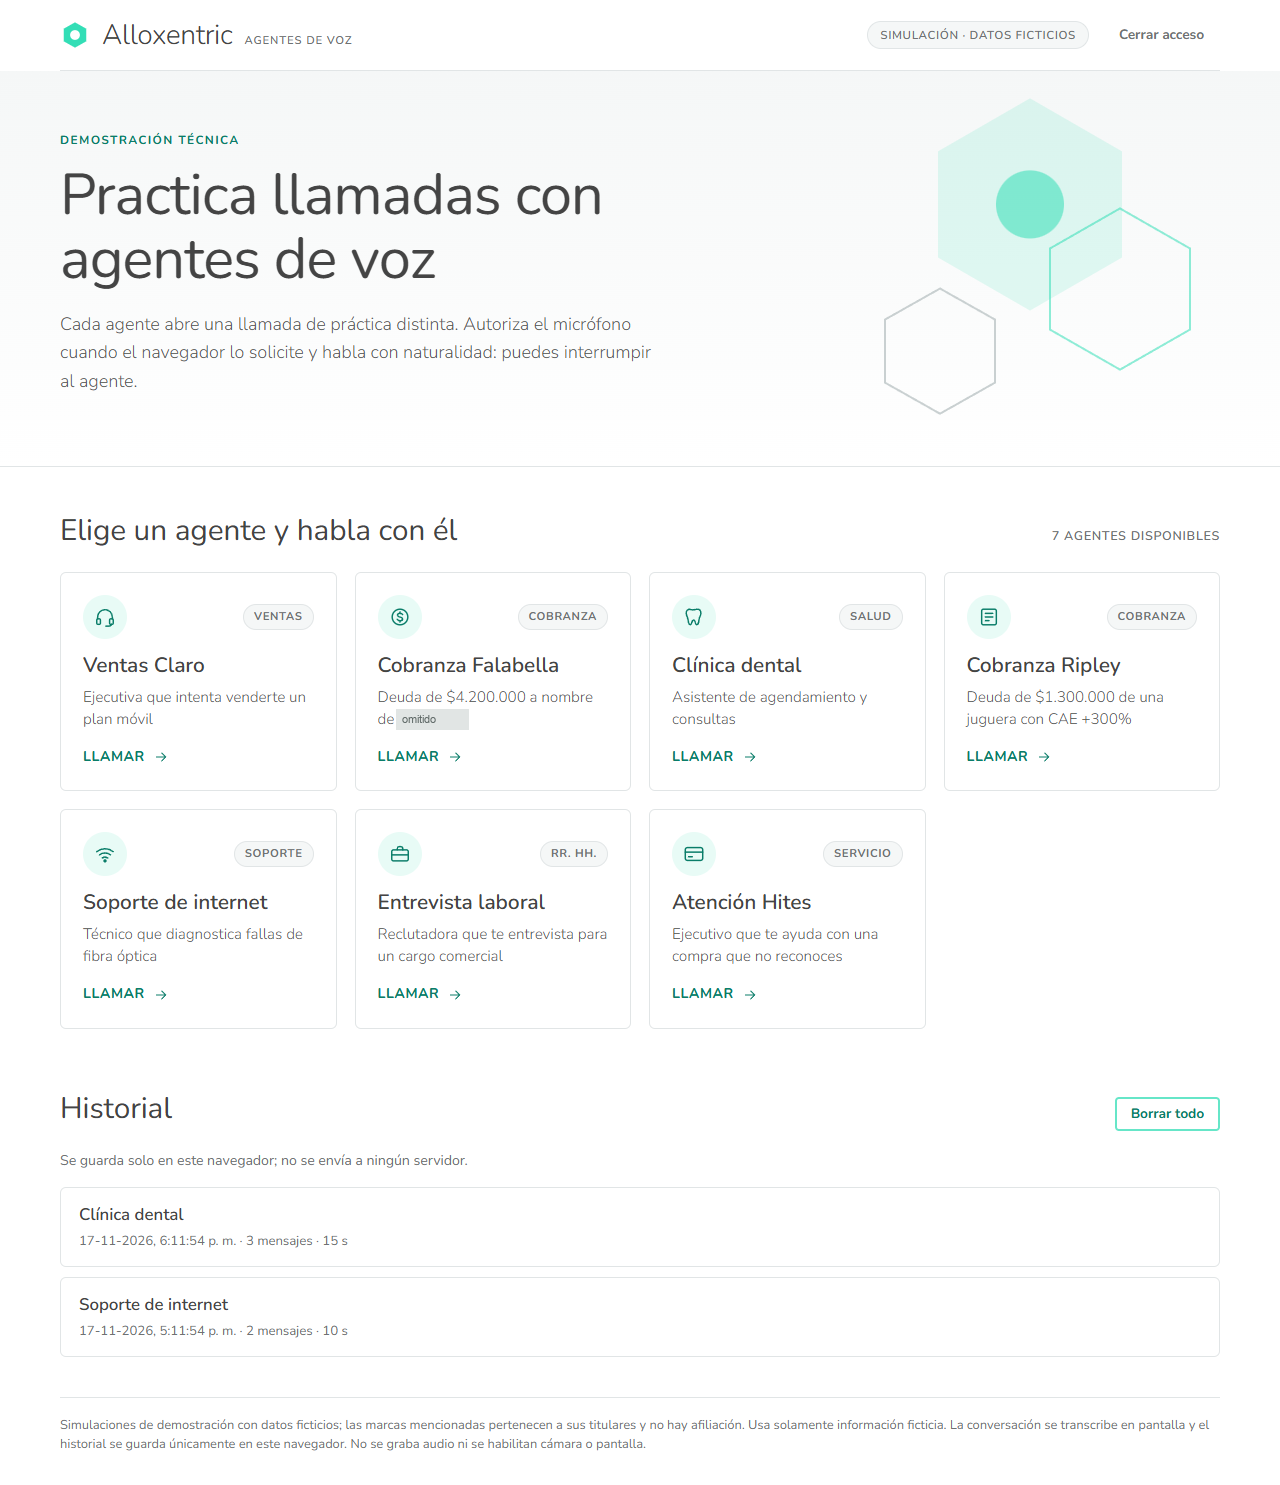 Alloxentric AGENTES DE VOZ
SIMULACIÓN · DATOS FICTICIOS
Cerrar acceso
DEMOSTRACIÓN TÉCNICA
Practica llamadas con
agentes de voz
Cada agente abre una llamada de práctica distinta. Autoriza el micrófono
cuando el navegador lo solicite y habla con naturalidad: puedes interrumpir
al agente.
Elige un agente y habla con él
7 AGENTES DISPONIBLES
VENTAS
Ventas Claro
Ejecutiva que intenta venderte un
plan móvil
LLAMAR →
COBRANZA
Cobranza Falabella
Deuda de $4.200.000 a nombre
de omitido
LLAMAR →
SALUD
Clínica dental
Asistente de agendamiento y
consultas
LLAMAR →
COBRANZA
Cobranza Ripley
Deuda de $1.300.000 de una
juguera con CAE +300%
LLAMAR →
SOPORTE
Soporte de internet
Técnico que diagnostica fallas de
fibra óptica
LLAMAR →
RR. HH.
Entrevista laboral
Reclutadora que te entrevista para
un cargo comercial
LLAMAR →
SERVICIO
Atención Hites
Ejecutivo que te ayuda con una
compra que no reconoces
LLAMAR →
Historial
Borrar todo
Se guarda solo en este navegador; no se envía a ningún servidor.
Clínica dental
17-11-2026, 6:11:54 p. m. · 3 mensajes · 15 s
Soporte de internet
17-11-2026, 5:11:54 p. m. · 2 mensajes · 10 s
Simulaciones de demostración con datos ficticios; las marcas mencionadas pertenecen a sus titulares y no hay afiliación. Usa solamente información ficticia. La conversación se transcribe en pantalla y el
historial se guarda únicamente en este navegador. No se graba audio ni se habilitan cámara o pantalla.